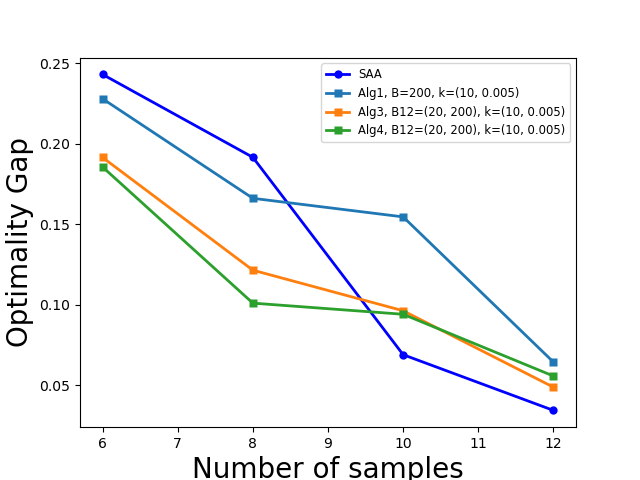 0.25
0.20
0.15
0.10
0.05
Optimality Gap
SAA
Alg1, B=200, k=(10, 0.005)
Alg3, B12=(20, 200), k=(10, 0.005)
Alg4, B12=(20, 200), k=(10, 0.005)
6 7 8 9 10 11 12
Number of samples